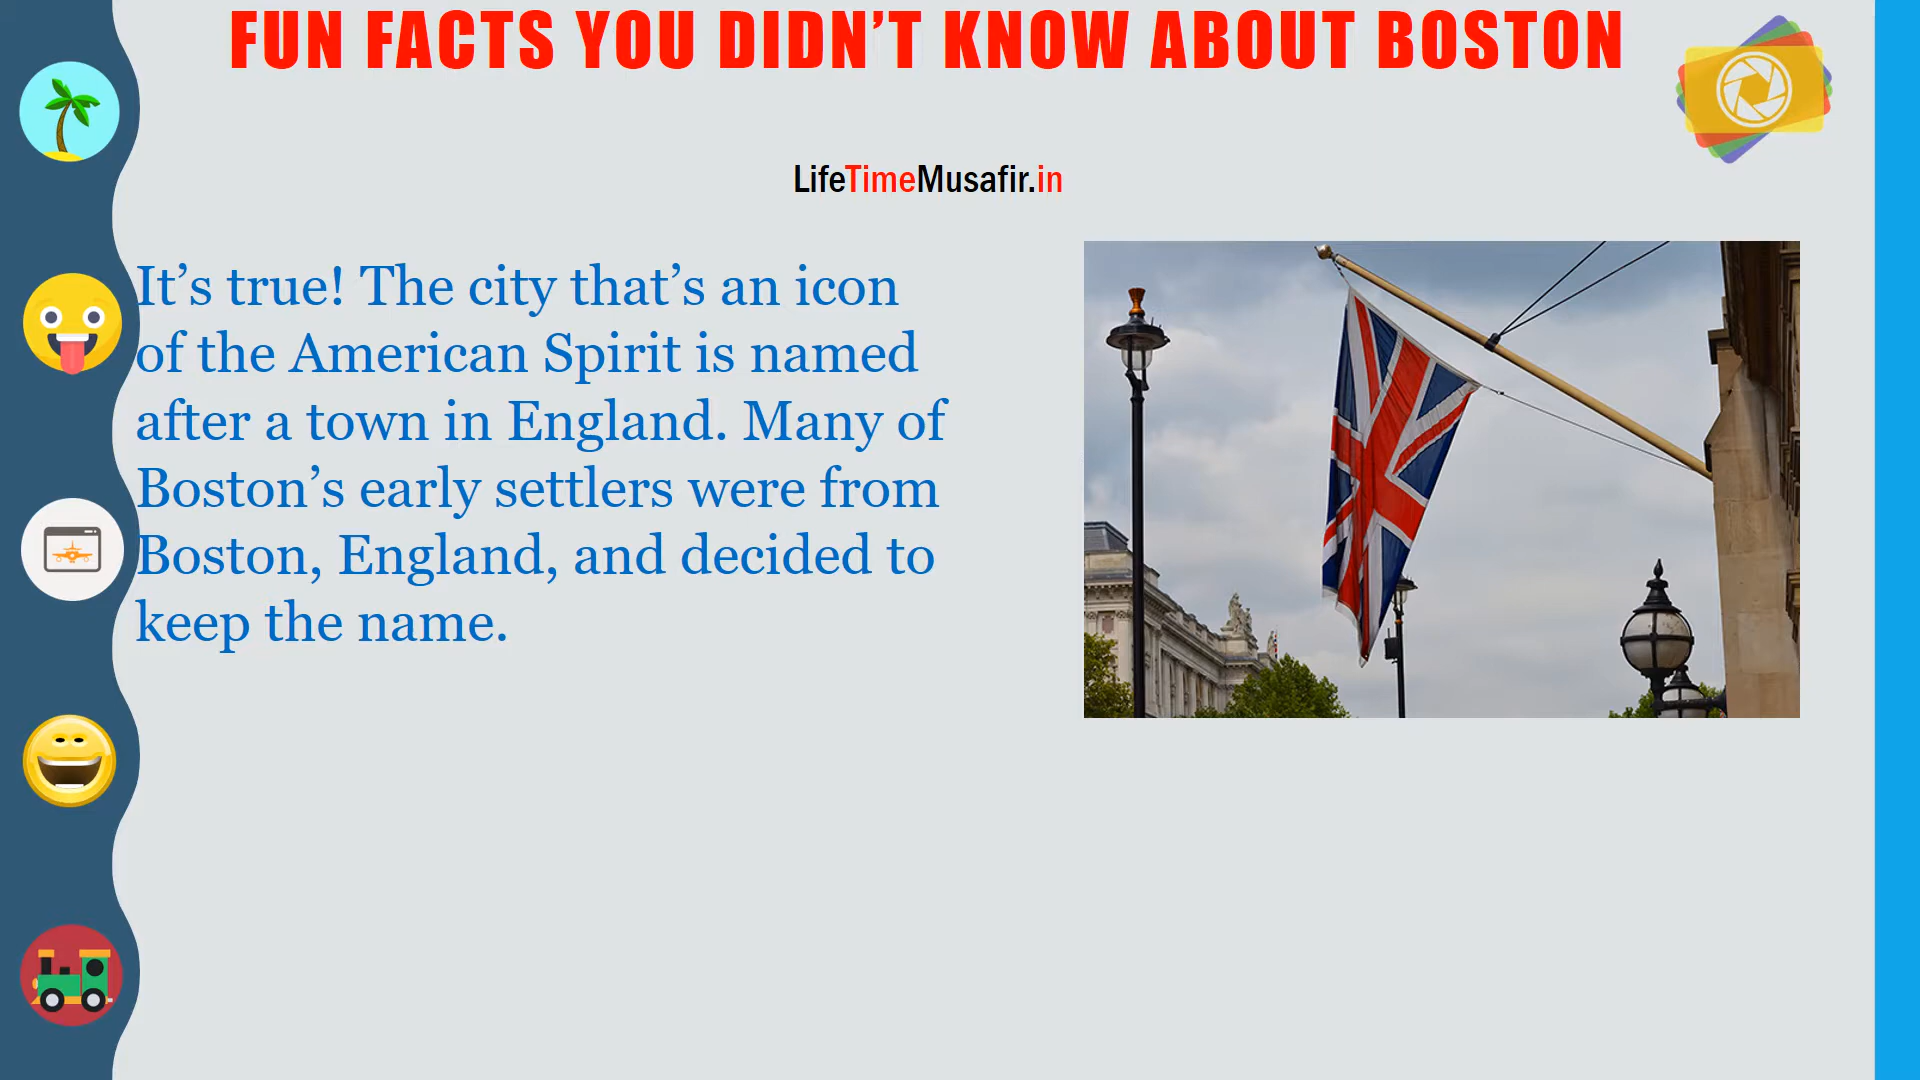 FUN FACTS YOU DIDN’T KNOW ABOUT BOSTON
LifeTimeMusafir.in
It’s true! The city that’s an icon
of the American Spirit is named
after a town in England. Many of
Boston’s early settlers were from
Boston, England, and decided to
keep the name.